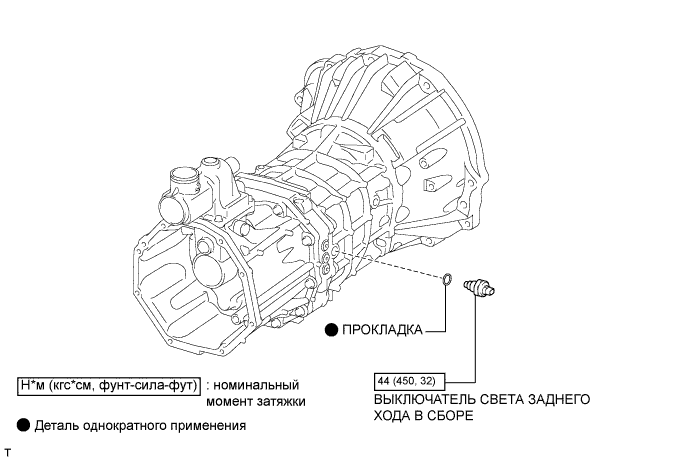 ● ПРОКЛАДКА
44 (450, 32)
ВЫКЛЮЧАТЕЛЬ СВЕТА ЗАДНЕГО
ХОДА В СБОРЕ
Н*м (кгс*см, фунт-сила-фут) : номинальный
момент затяжки
● Деталь однократного применения
T